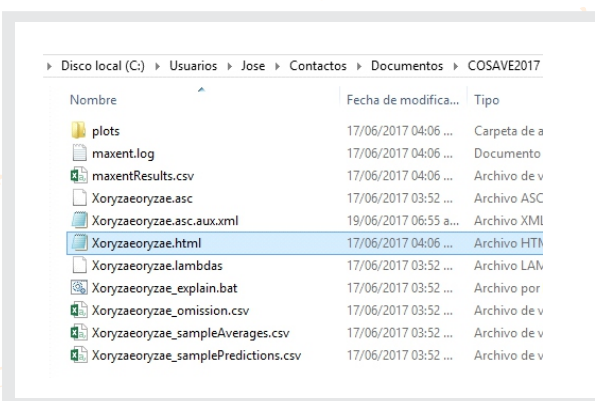 Disco local (C:) Usuarios Jose Contactos Documentos COSAVE2017
Nombre Fecha de modifica... Tipo
plots 17/06/2017 04:06 ... Carpeta de a
maxent.log 17/06/2017 04:06 ... Documento
maxentResults.csv 17/06/2017 04:06 ... Archivo de v
Xoryzaeoryzae.asc 17/06/2017 03:52 ... Archivo ASC
Xoryzaeoryzae.asc.aux.xml 19/06/2017 06:55 a... Archivo XML
Xoryzaeoryzae.html 17/06/2017 04:06 ... Archivo HTM
Xoryzaeoryzae.lambdas 17/06/2017 03:52 ... Archivo LAM
Xoryzaeoryzae_explain.bat 17/06/2017 03:52 ... Archivo por
Xoryzaeoryzae_omission.csv 17/06/2017 03:52 ... Archivo de v
Xoryzaeoryzae_sampleAverages.csv 17/06/2017 03:52 ... Archivo de v
Xoryzaeoryzae_samplePredictions.csv 17/06/2017 03:52 ... Archivo de v